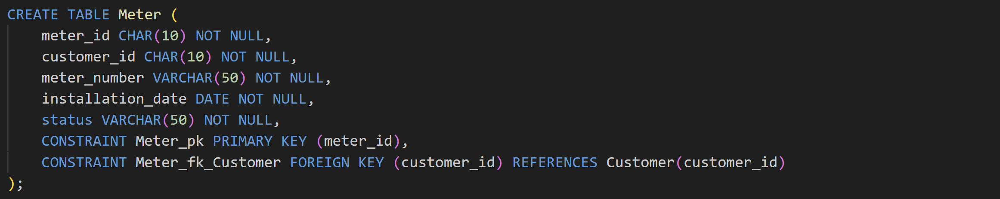 CREATE TABLE Meter (
    meter_id CHAR(10) NOT NULL,
    customer_id CHAR(10) NOT NULL,
    meter_number VARCHAR(50) NOT NULL,
    installation_date DATE NOT NULL,
    status VARCHAR(50) NOT NULL,
    CONSTRAINT Meter_pk PRIMARY KEY (meter_id),
    CONSTRAINT Meter_fk_Customer FOREIGN KEY (customer_id) REFERENCES Customer(customer_id)
);